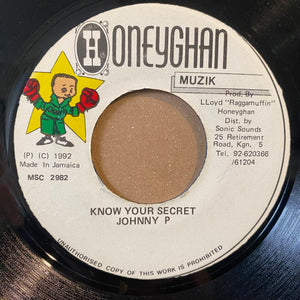 HONEYGHAN
MUZIK
Prod. By
LLoyd "Raggamuffin"
Honeyghan
Dist. by
Sonic Sounds
25 Retirement
Road, Kgn. 5
Tel. 92-620366
/61204
(P) (C) 1992
Made In Jamaica
MSC 2982
KNOW YOUR SECRET
JOHNNY P
UNAUTHORISED COPY OF THIS WORK IS PROHIBITED